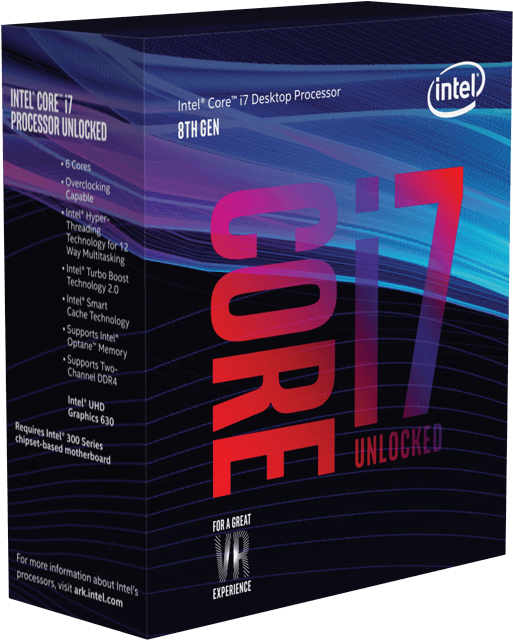 INTEL® CORE™ i7
PROCESSOR UNLOCKED
• 6 Cores
• Overclocking
Capable
• Intel® Hyper-
Threading
Technology for 12
Way Multitasking
• Intel® Turbo Boost
Technology 2.0
• Intel® Smart
Cache Technology
• Supports Intel®
Optane™ Memory
• Supports Two-
Channel DDR4
Intel® UHD
Graphics 630
Requires Intel® 300 Series
chipset-based motherboard
For more information about Intel's
processors, visit ark.intel.com
intel®
Intel® Core™ i7 Desktop Processor
8TH GEN
CORE
i7
UNLOCKED
FOR A GREAT
VR
EXPERIENCE